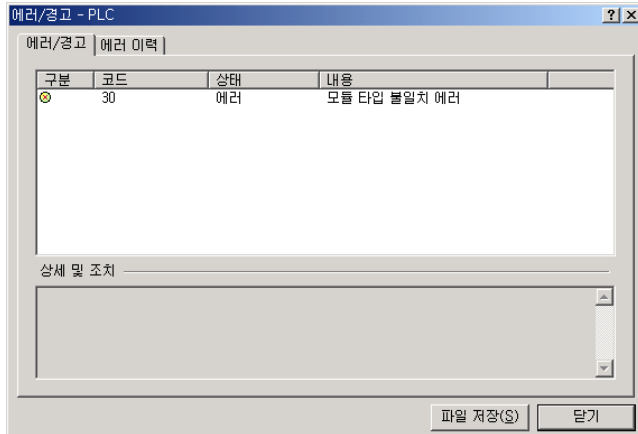 에러/경고 - PLC
에러/경고 에러 이력
구분 코드 상태 내용
30 에러 모듈 타입 불일치 에러
상세 및 조치
파일 저장(S) 닫기